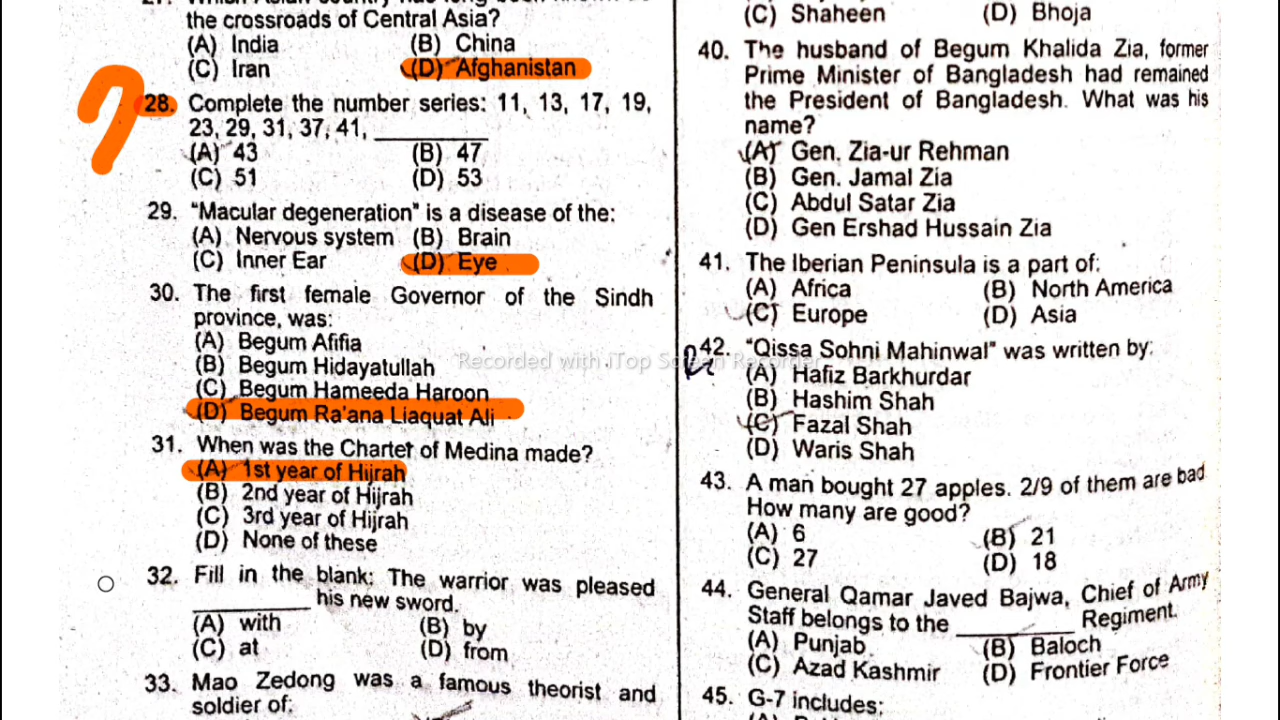 the crossroads of Central Asia?
(A) India (B) China
(C) Iran (D) Afghanistan
28. Complete the number series: 11, 13, 17, 19,
23, 29, 31, 37, 41, ________
(A) 43 (B) 47
(C) 51 (D) 53
29. "Macular degeneration" is a disease of the:
(A) Nervous system (B) Brain
(C) Inner Ear (D) Eye
30. The first female Governor of the Sindh
province, was:
(A) Begum Afifia
(B) Begum Hidayatullah
(C) Begum Hameeda Haroon
(D) Begum Ra'ana Liaquat Ali
31. When was the Chartet of Medina made?
(A) 1st year of Hijrah
(B) 2nd year of Hijrah
(C) 3rd year of Hijrah
(D) None of these
32. Fill in the blank: The warrior was pleased
________ his new sword.
(A) with (B) by
(C) at (D) from
33. Mao Zedong was a famous theorist and
soldier of:
(C) Shaheen (D) Bhoja
40. The husband of Begum Khalida Zia, former
Prime Minister of Bangladesh had remained
the President of Bangladesh. What was his
name?
(A) Gen. Zia-ur Rehman
(B) Gen. Jamal Zia
(C) Abdul Satar Zia
(D) Gen Ershad Hussain Zia
41. The Iberian Peninsula is a part of:
(A) Africa (B) North America
(C) Europe (D) Asia
42. "Qissa Sohni Mahinwal" was written by:
(A) Hafiz Barkhurdar
(B) Hashim Shah
(C) Fazal Shah
(D) Waris Shah
43. A man bought 27 apples. 2/9 of them are bad
How many are good?
(A) 6 (B) 21
(C) 27 (D) 18
44. General Qamar Javed Bajwa, Chief of Army
Staff belongs to the ________ Regiment.
(A) Punjab (B) Baloch
(C) Azad Kashmir (D) Frontier Force
45. G-7 includes:
Recorded with iTop Screen Recorder